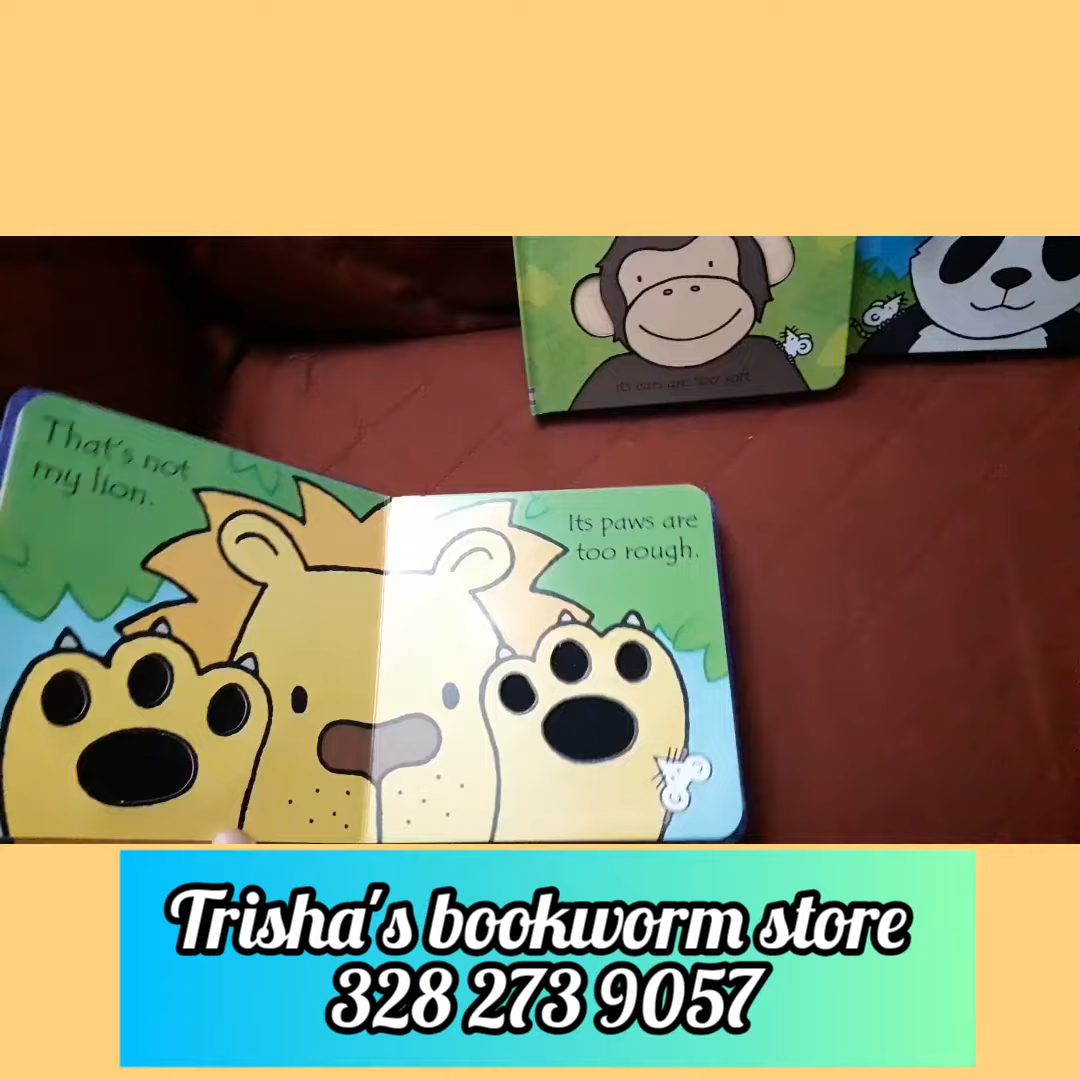 its ears are too soft
That's not
my lion.
Its paws are
too rough.
Trisha's bookworm store
328 273 9057